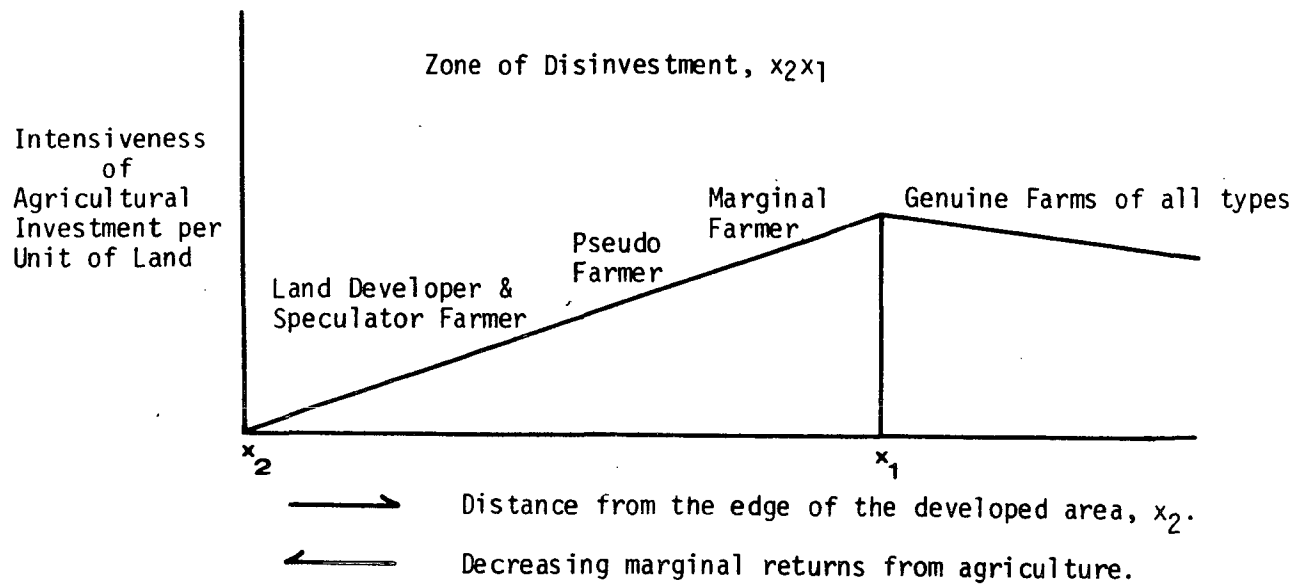 Zone of Disinvestment, x₂x₁
Intensiveness
of
Agricultural
Investment per
Unit of Land
Marginal
Farmer
Genuine Farms of all types
Pseudo
Farmer
Land Developer &
Speculator Farmer
x₂
x₁
Distance from the edge of the developed area, x₂.
Decreasing marginal returns from agriculture.